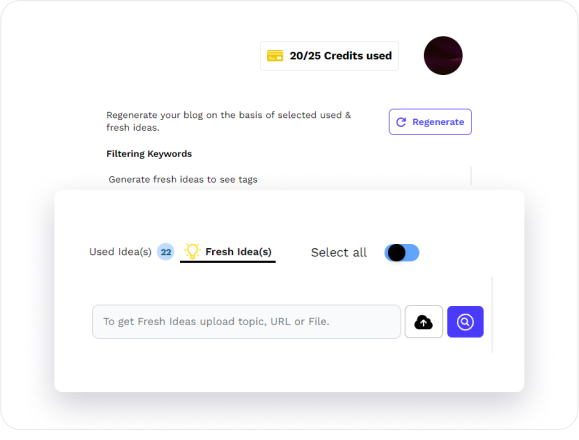 20/25 Credits used
Regenerate your blog on the basis of selected used &
fresh ideas.
Regenerate
Filtering Keywords
Generate fresh ideas to see tags
Used Idea(s) 22 Fresh Idea(s) Select all
To get Fresh Ideas upload topic, URL or File.